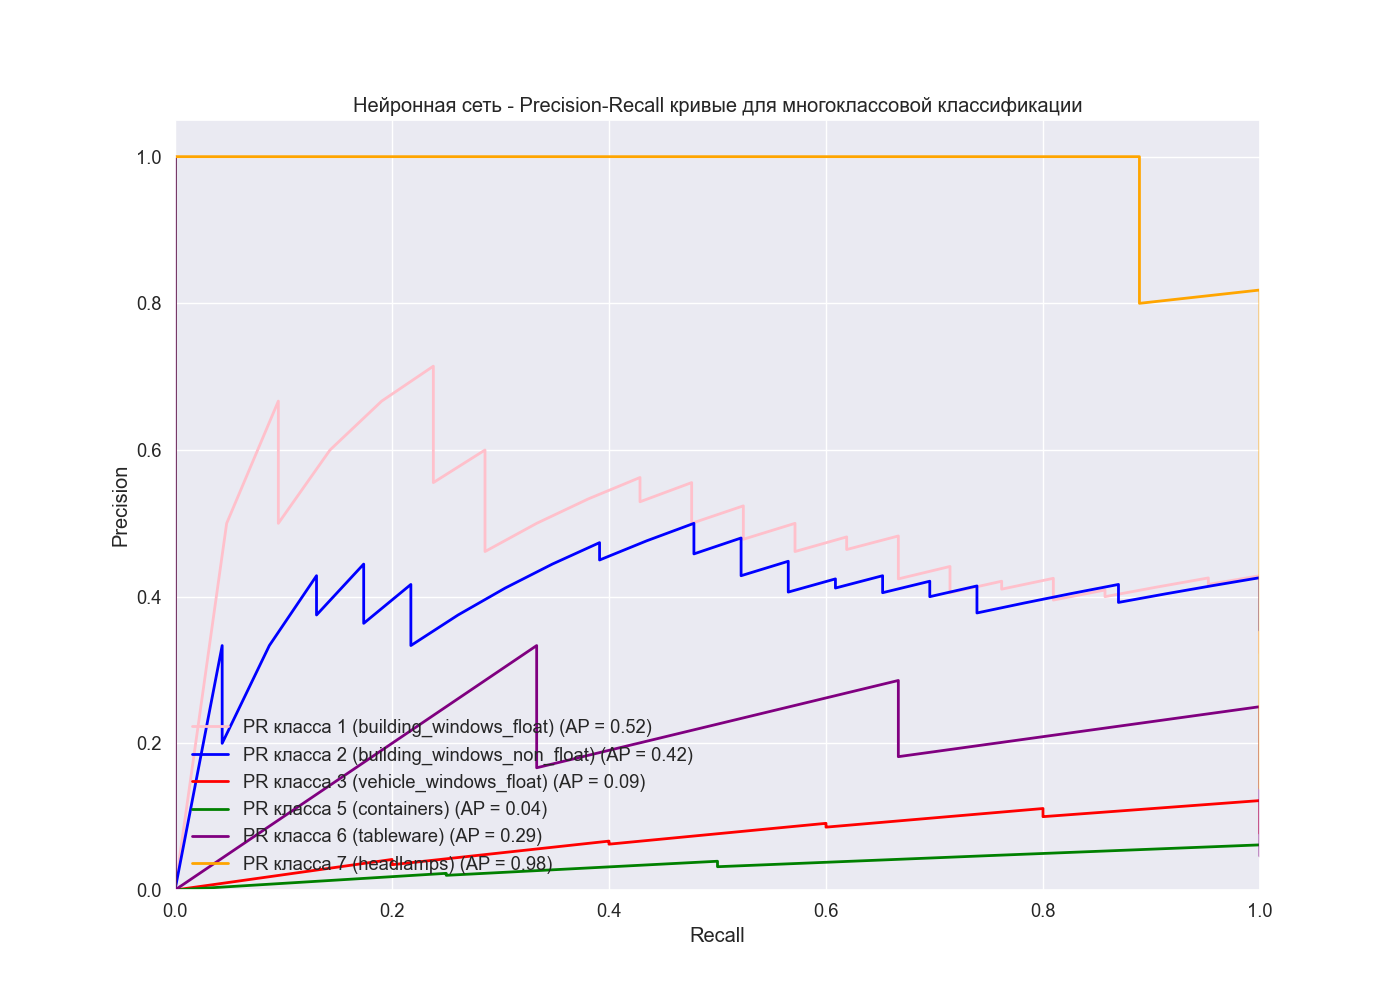 Нейронная сеть - Precision-Recall кривые для многоклассовой классификации
Precision
1.0
0.8
0.6
0.4
0.2
0.0
PR класса 1 (building_windows_float) (AP = 0.52)
PR класса 2 (building_windows_non_float) (AP = 0.42)
PR класса 3 (vehicle_windows_float) (AP = 0.09)
PR класса 5 (containers) (AP = 0.04)
PR класса 6 (tableware) (AP = 0.29)
PR класса 7 (headlamps) (AP = 0.98)
0.0 0.2 0.4 0.6 0.8 1.0
Recall